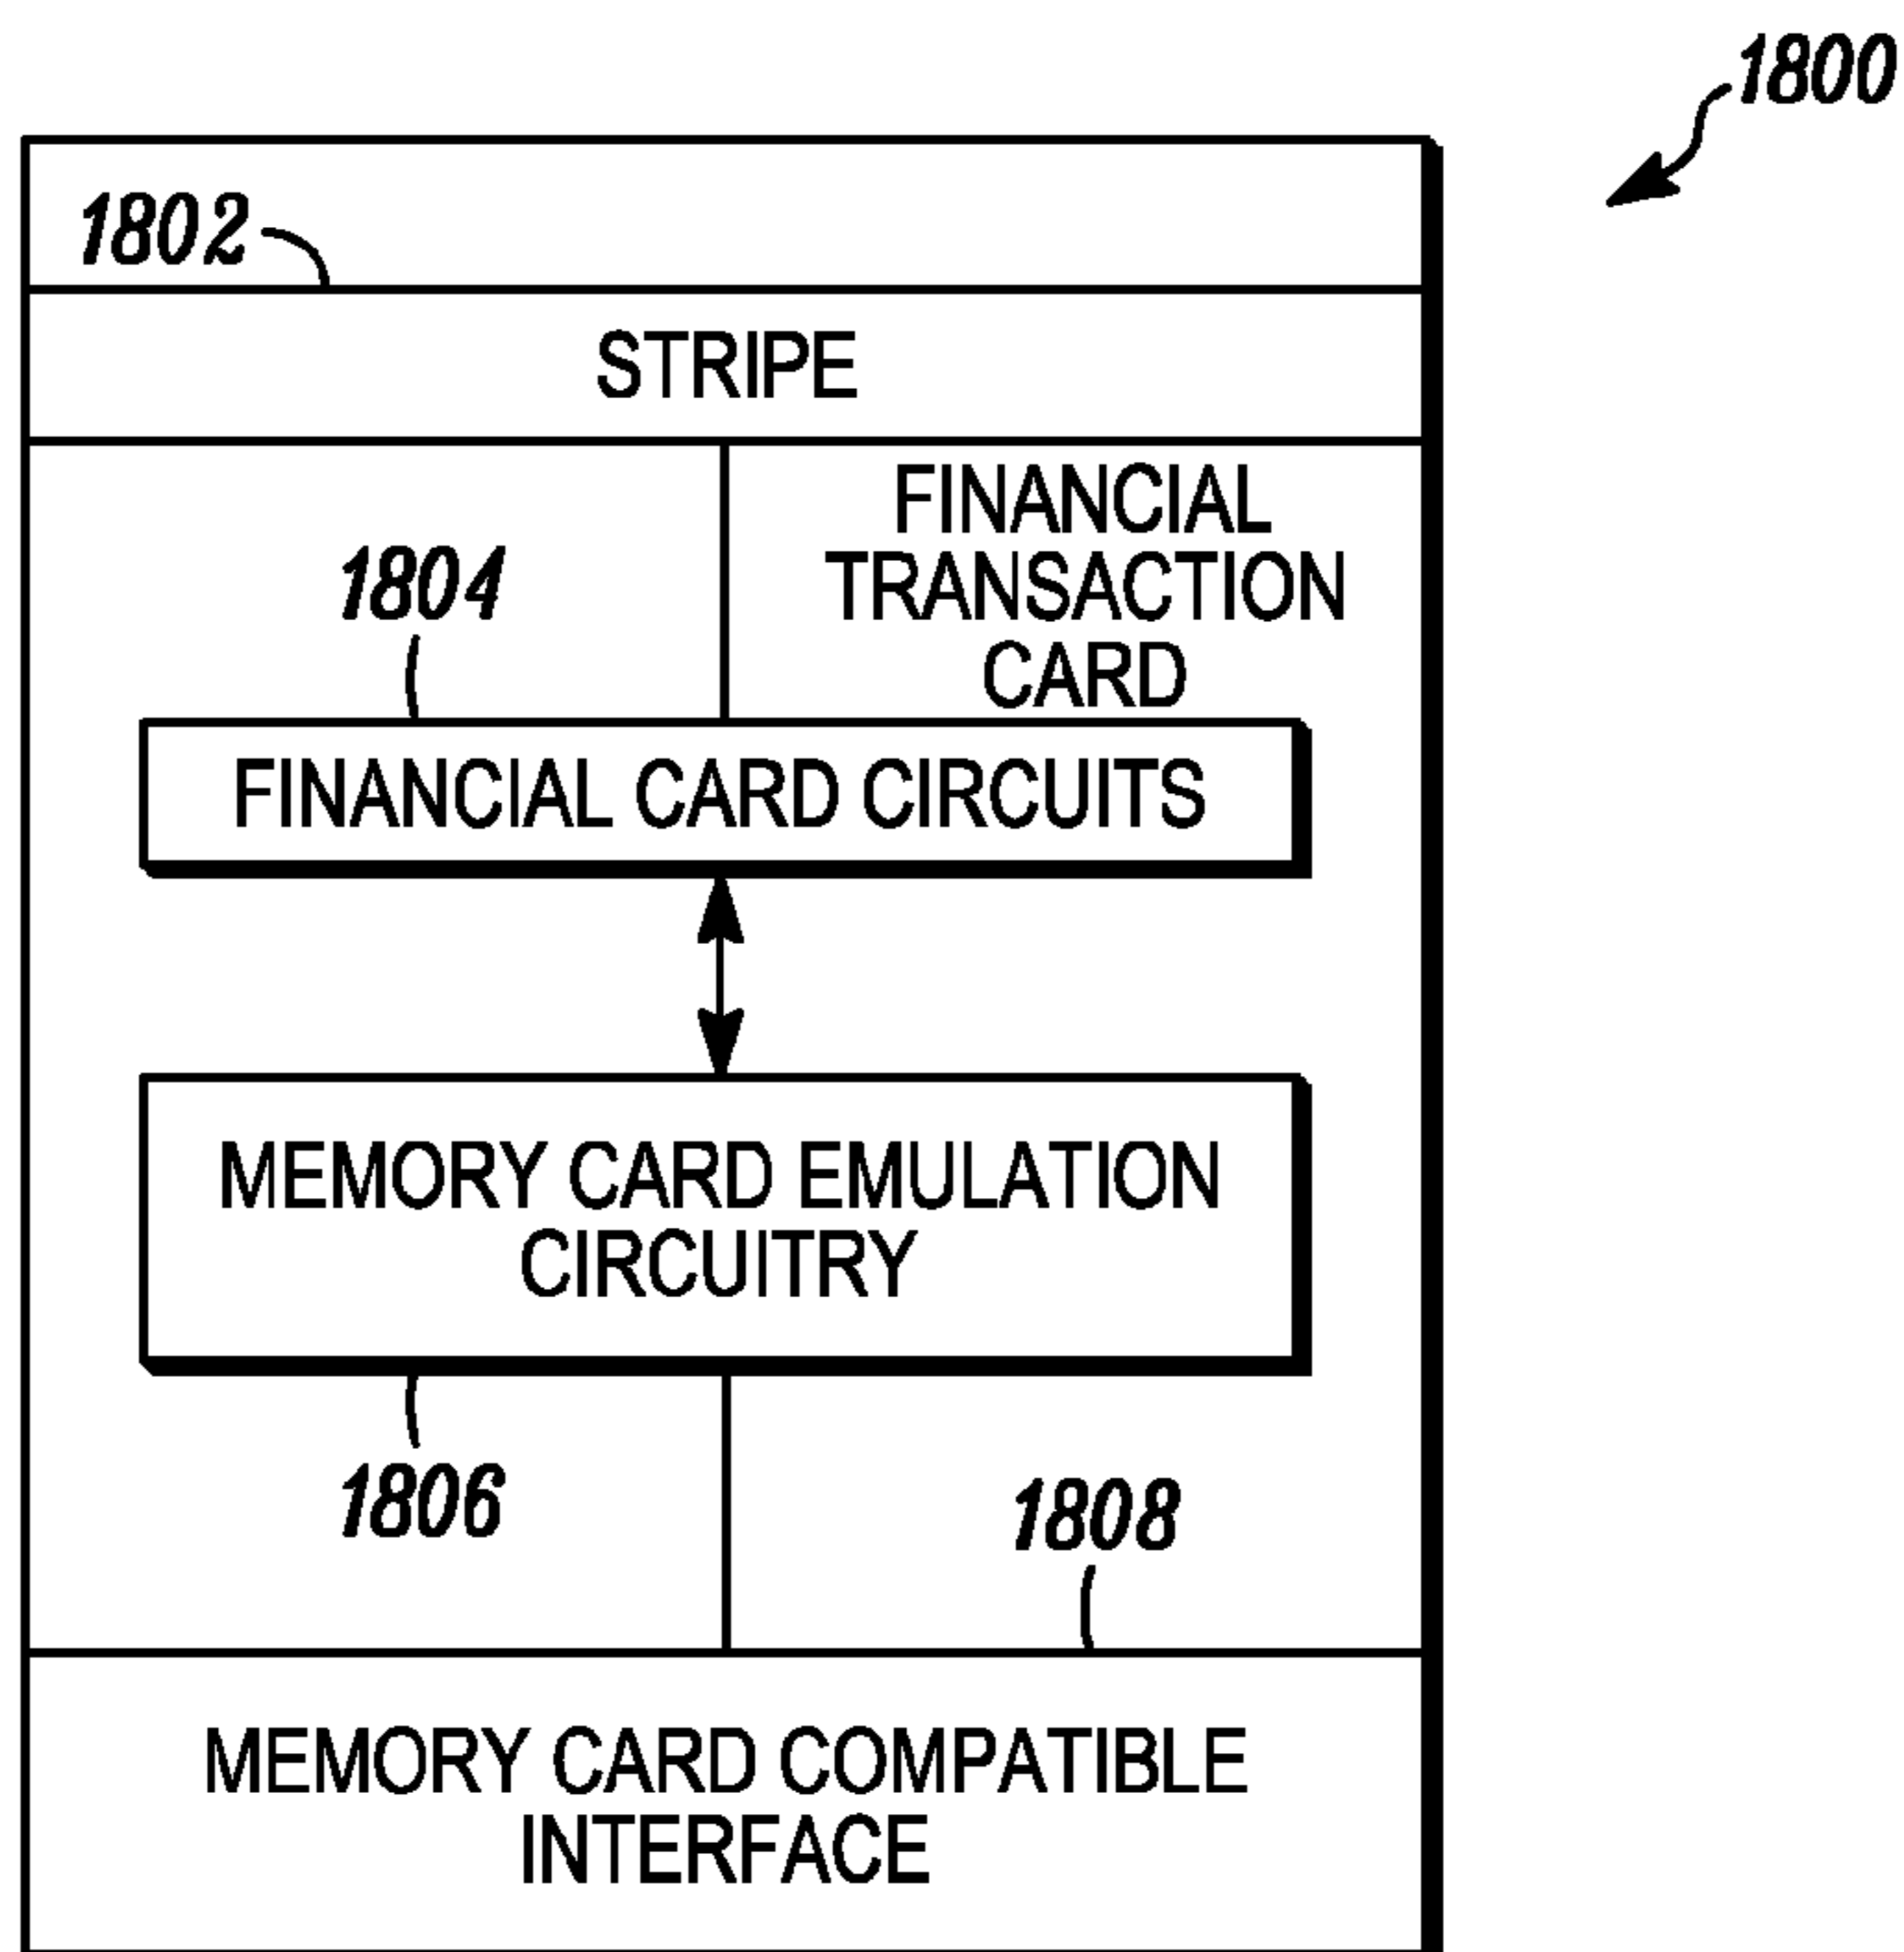 1800
1802
STRIPE
FINANCIAL
TRANSACTION
CARD
1804
FINANCIAL CARD CIRCUITS
MEMORY CARD EMULATION
CIRCUITRY
1806
1808
MEMORY CARD COMPATIBLE
INTERFACE